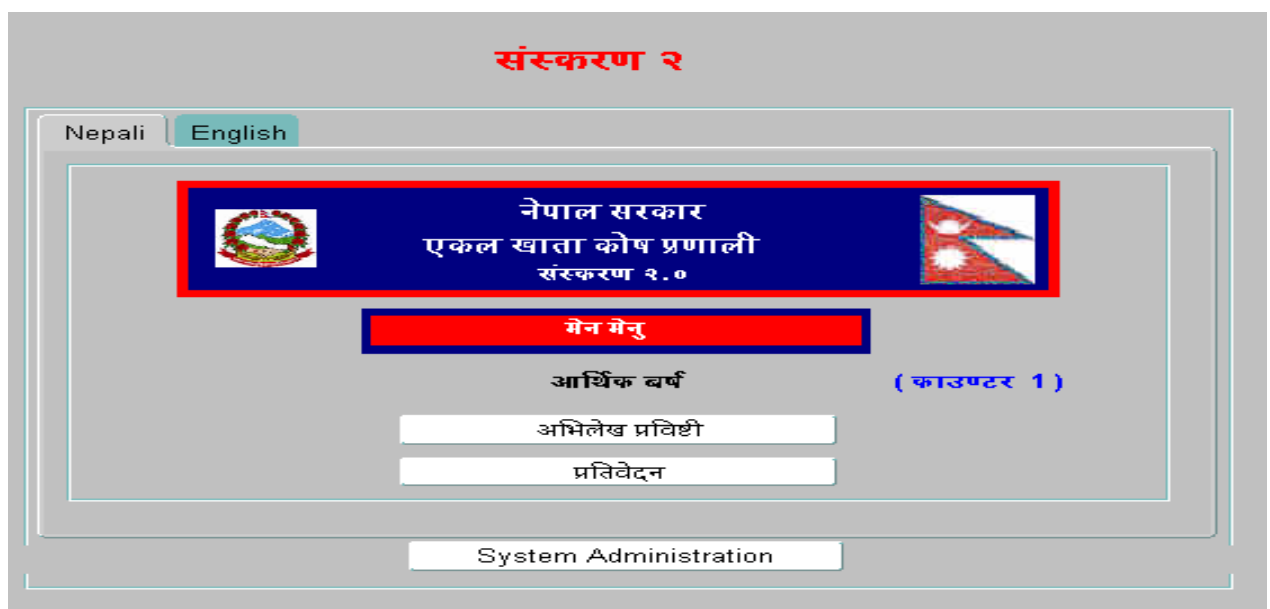 संस्करण २
Nepali English
नेपाल सरकार
एकल खाता कोष प्रणाली
संस्करण २.०
मेन मेनु
आर्थिक बर्ष (काउण्टर 1)
अभिलेख प्रविष्टी
प्रतिवेदन
System Administration